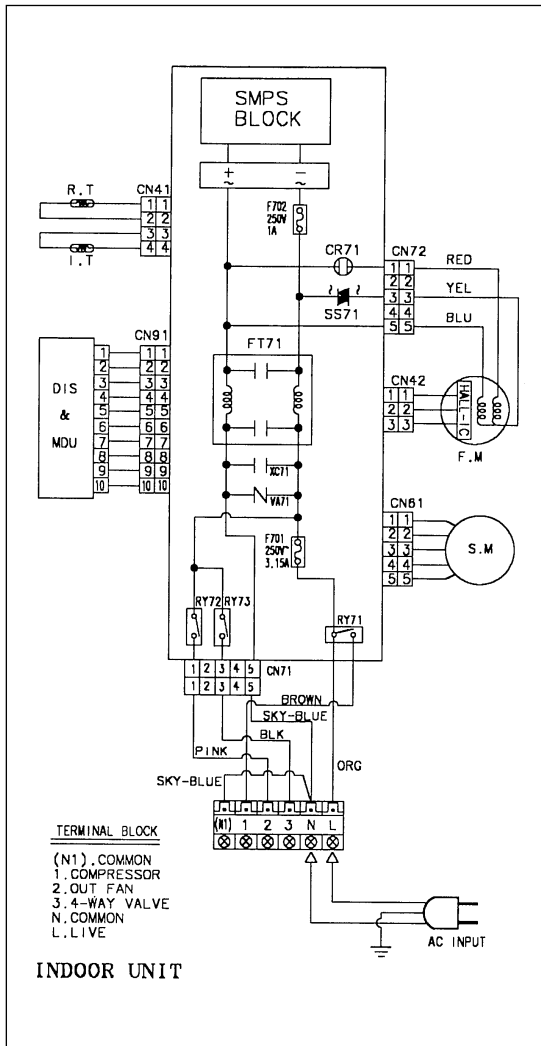 SMPS
BLOCK
+ −
~ ~
R.T
CN41
1 1
2 2
3 3
4 4
I.T
F702
250V
1A
CR71
SS71
CN72
1 1
2 2
3 3
4 4
5 5
RED
YEL
BLU
CN91
DIS
&
MDU
1 1 1
2 2 2
3 3 3
4 4 4
5 5 5
6 6 6
7 7 7
8 8 8
9 9 9
10 10 10
FT71
CN42
1 1
2 2
3 3
HALL-IC
F.M
XC71
VA71
CN61
1 1
2 2
3 3
4 4
5 5
S.M
F701
250V~
3.15A
RY72
RY73
RY71
1 2 3 4 5
1 2 3 4 5
CN71
BROWN
SKY-BLUE
BLK
PINK
ORG
SKY-BLUE
(N1) 1 2 3 N L
TERMINAL BLOCK
(N1).COMMON
1.COMPRESSOR
2.OUT FAN
3.4-WAY VALVE
N.COMMON
L.LIVE
AC INPUT
INDOOR UNIT